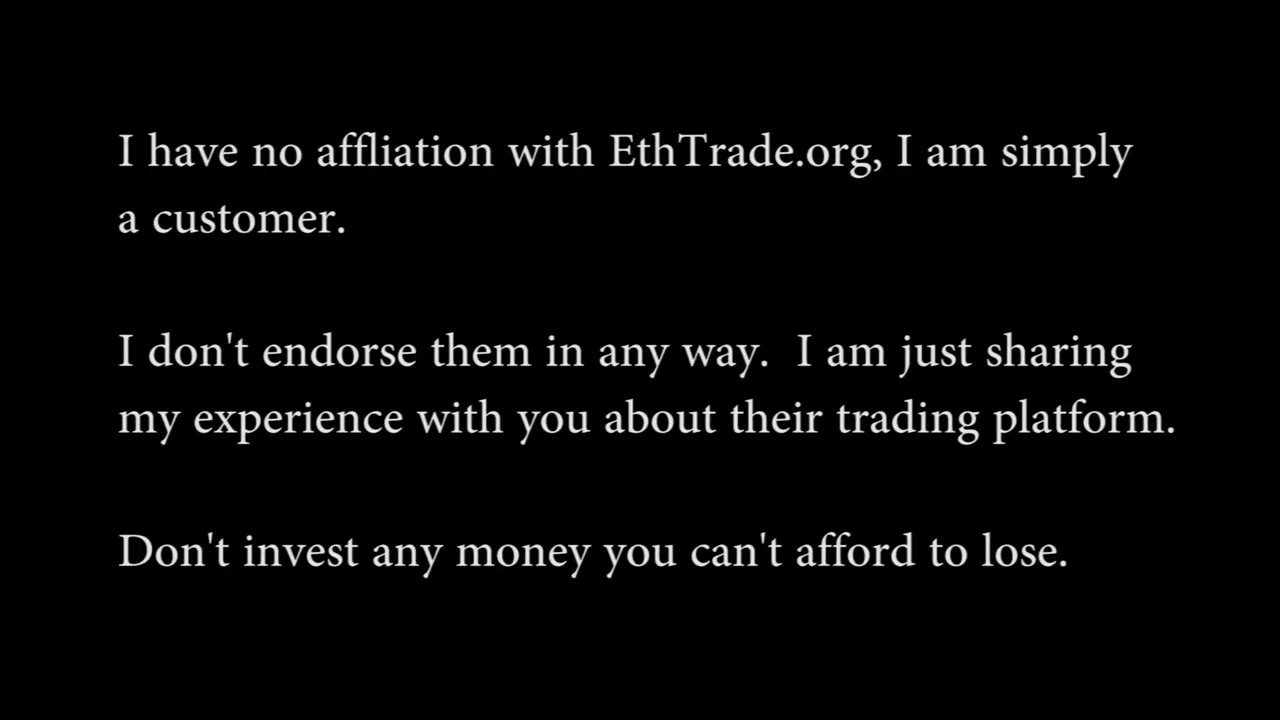 I have no affliation with EthTrade.org, I am simply
a customer.
I don't endorse them in any way.  I am just sharing
my experience with you about their trading platform.
Don't invest any money you can't afford to lose.